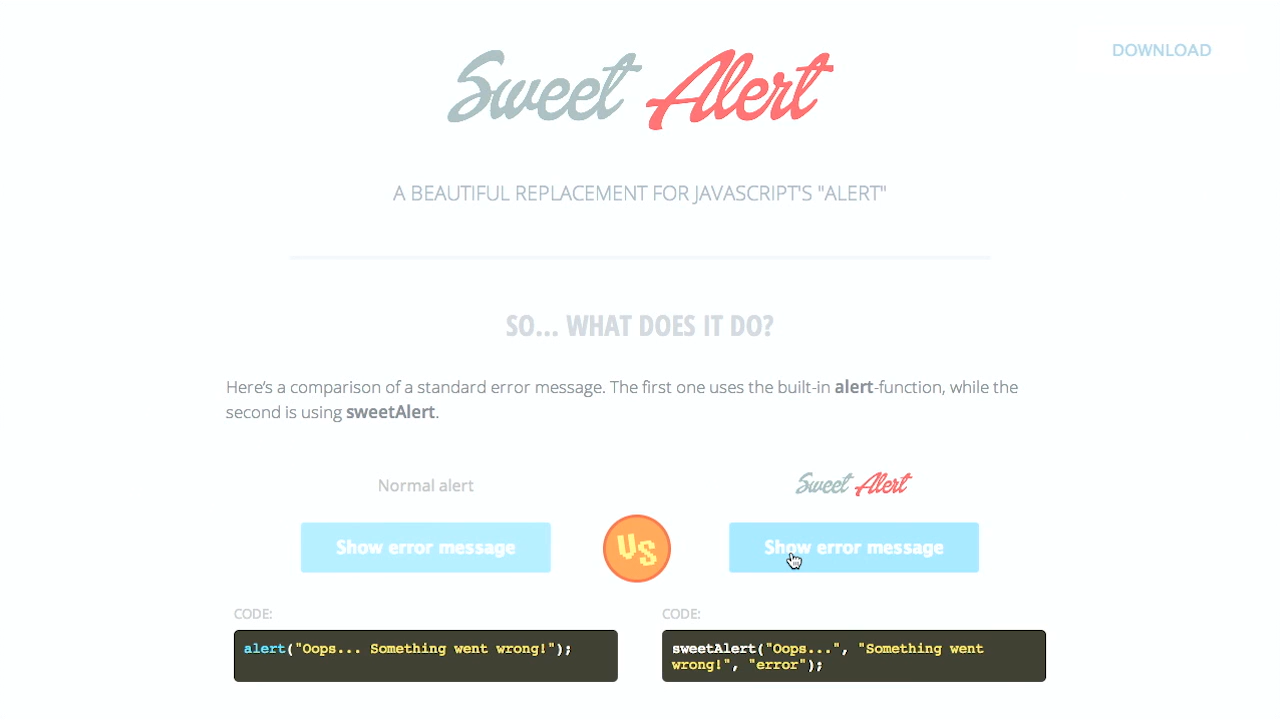 DOWNLOAD
Sweet Alert
A BEAUTIFUL REPLACEMENT FOR JAVASCRIPT'S "ALERT"
SO... WHAT DOES IT DO?
Here's a comparison of a standard error message. The first one uses the built-in alert-function, while the
second is using sweetAlert.
Normal alert
Sweet Alert
Show error message
VS
Show error message
CODE:
alert("Oops... Something went wrong!");
CODE:
sweetAlert("Oops...", "Something went
wrong!", "error");